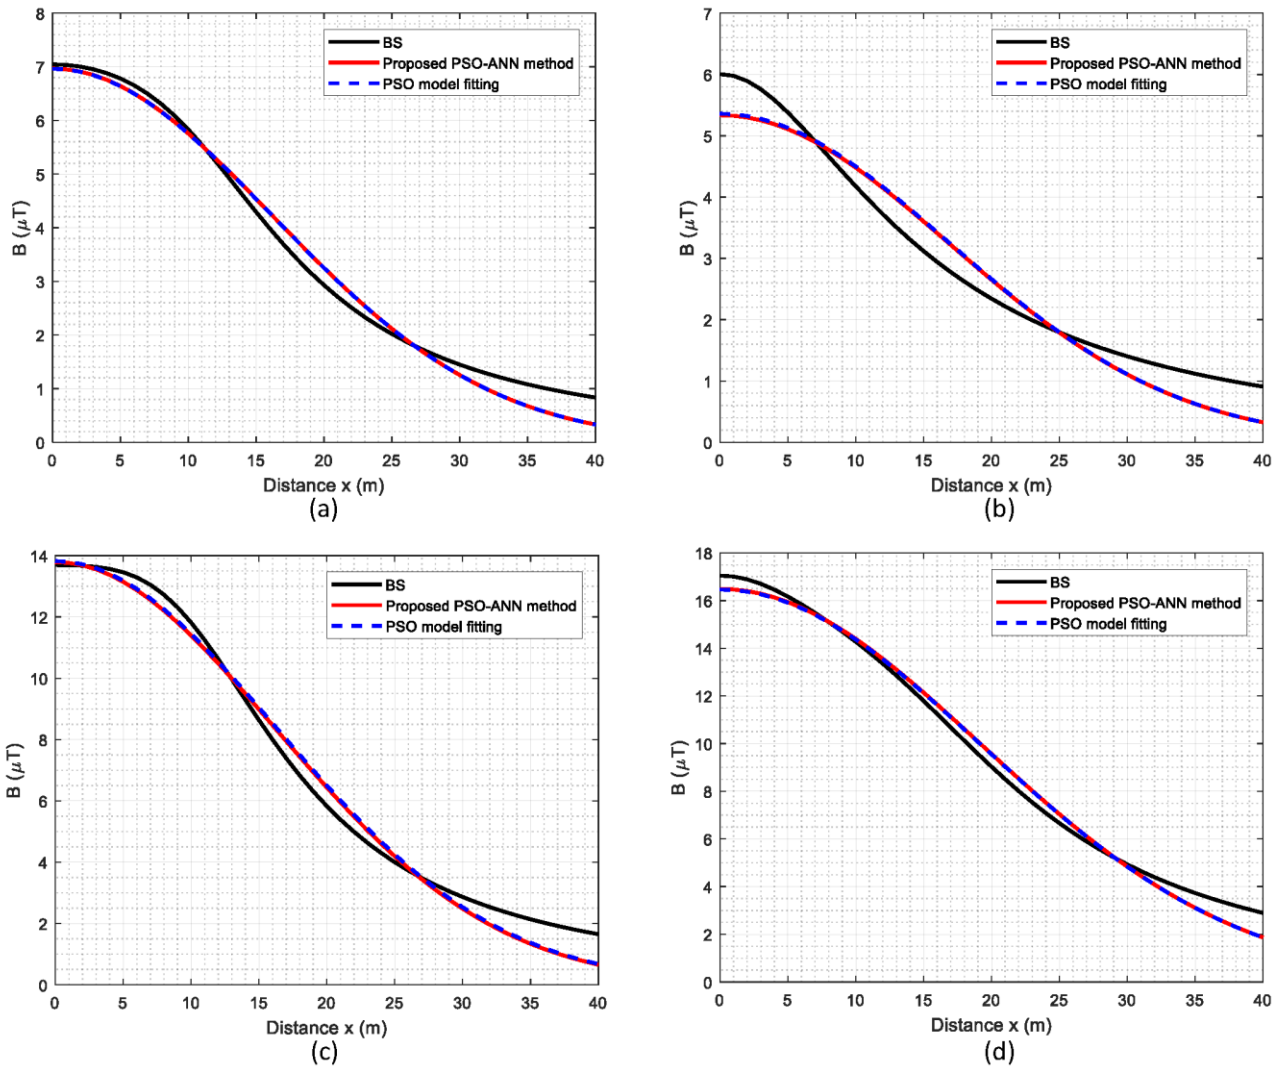 8
7
6
5
4
3
2
1
0
B (μT)
BS
Proposed PSO-ANN method
PSO model fitting
0 5 10 15 20 25 30 35 40
Distance x (m)
(a)
7
6
5
4
3
2
1
0
B (μT)
BS
Proposed PSO-ANN method
PSO model fitting
0 5 10 15 20 25 30 35 40
Distance x (m)
(b)
14
12
10
8
6
4
2
0
B (μT)
BS
Proposed PSO-ANN method
PSO model fitting
0 5 10 15 20 25 30 35 40
Distance x (m)
(c)
18
16
14
12
10
8
6
4
2
0
B (μT)
BS
Proposed PSO-ANN method
PSO model fitting
0 5 10 15 20 25 30 35 40
Distance x (m)
(d)